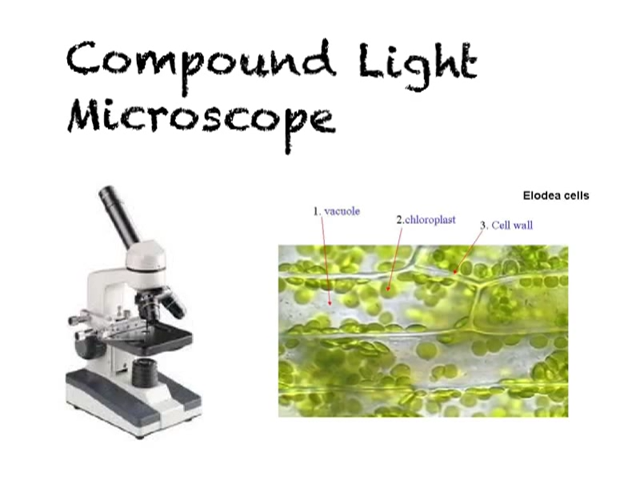 Compound Light
Microscope
Elodea cells
1. vacuole
2.chloroplast
3. Cell wall